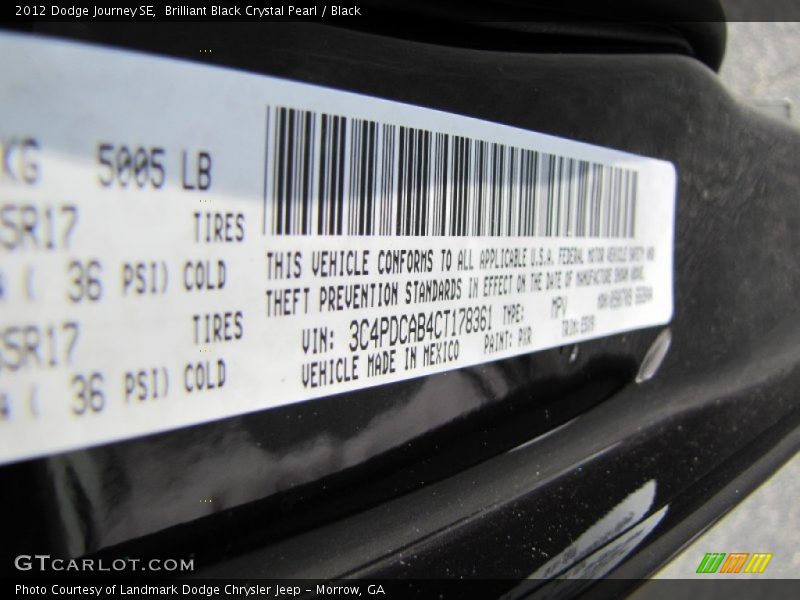 2012 Dodge Journey SE, Brilliant Black Crystal Pearl / Black
KG 5005 LB
5R17 TIRES
( 36 PSI) COLD
5R17 TIRES
( 36 PSI) COLD
THIS VEHICLE CONFORMS TO ALL APPLICABLE U.S.A. FEDERAL MOTOR VEHICLE SAFETY AND
THEFT PREVENTION STANDARDS IN EFFECT ON THE DATE OF MANUFACTURE SHOWN ABOVE.
VIN: 3C4PDCAB4CT178361 TYPE: MPV
VEHICLE MADE IN MEXICO PAINT: PXR TRIM:
GTCARLOT.COM
Photo Courtesy of Landmark Dodge Chrysler Jeep - Morrow, GA